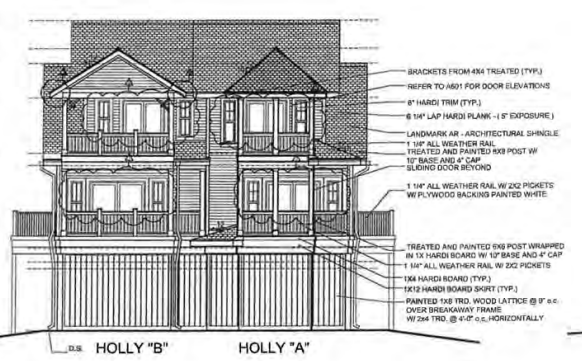 BRACKETS FROM 4X4 TREATED (TYP.)
REFER TO A601 FOR DOOR ELEVATIONS
6" HARDI TRIM (TYP.)
6 1/4" LAP HARDI PLANK - ( 5" EXPOSURE )
LANDMARK AR - ARCHITECTURAL SHINGLE
1 1/4" ALL WEATHER RAIL
TREATED AND PAINTED 8X8 POST W/
10" BASE AND 4" CAP
SLIDING DOOR BEYOND
1 1/4" ALL WEATHER RAIL W/ 2X2 PICKETS
W/ PLYWOOD BACKING PAINTED WHITE.
TREATED AND PAINTED 6X6 POST WRAPPED
IN 1X HARDI BOARD W/ 10" BASE AND 4" CAP
1 1/4" ALL WEATHER RAIL W/ 2X2 PICKETS
1X4 HARDI BOARD (TYP.)
1X12 HARDI BOARD SKIRT (TYP.)
PAINTED 1X8 TRD. WOOD LATTICE @ 9" o.c.
OVER BREAKAWAY FRAME
W/ 2x4 TRD. @ 4'-0" o.c. HORIZONTALLY
D.S.
HOLLY "B"
HOLLY "A"